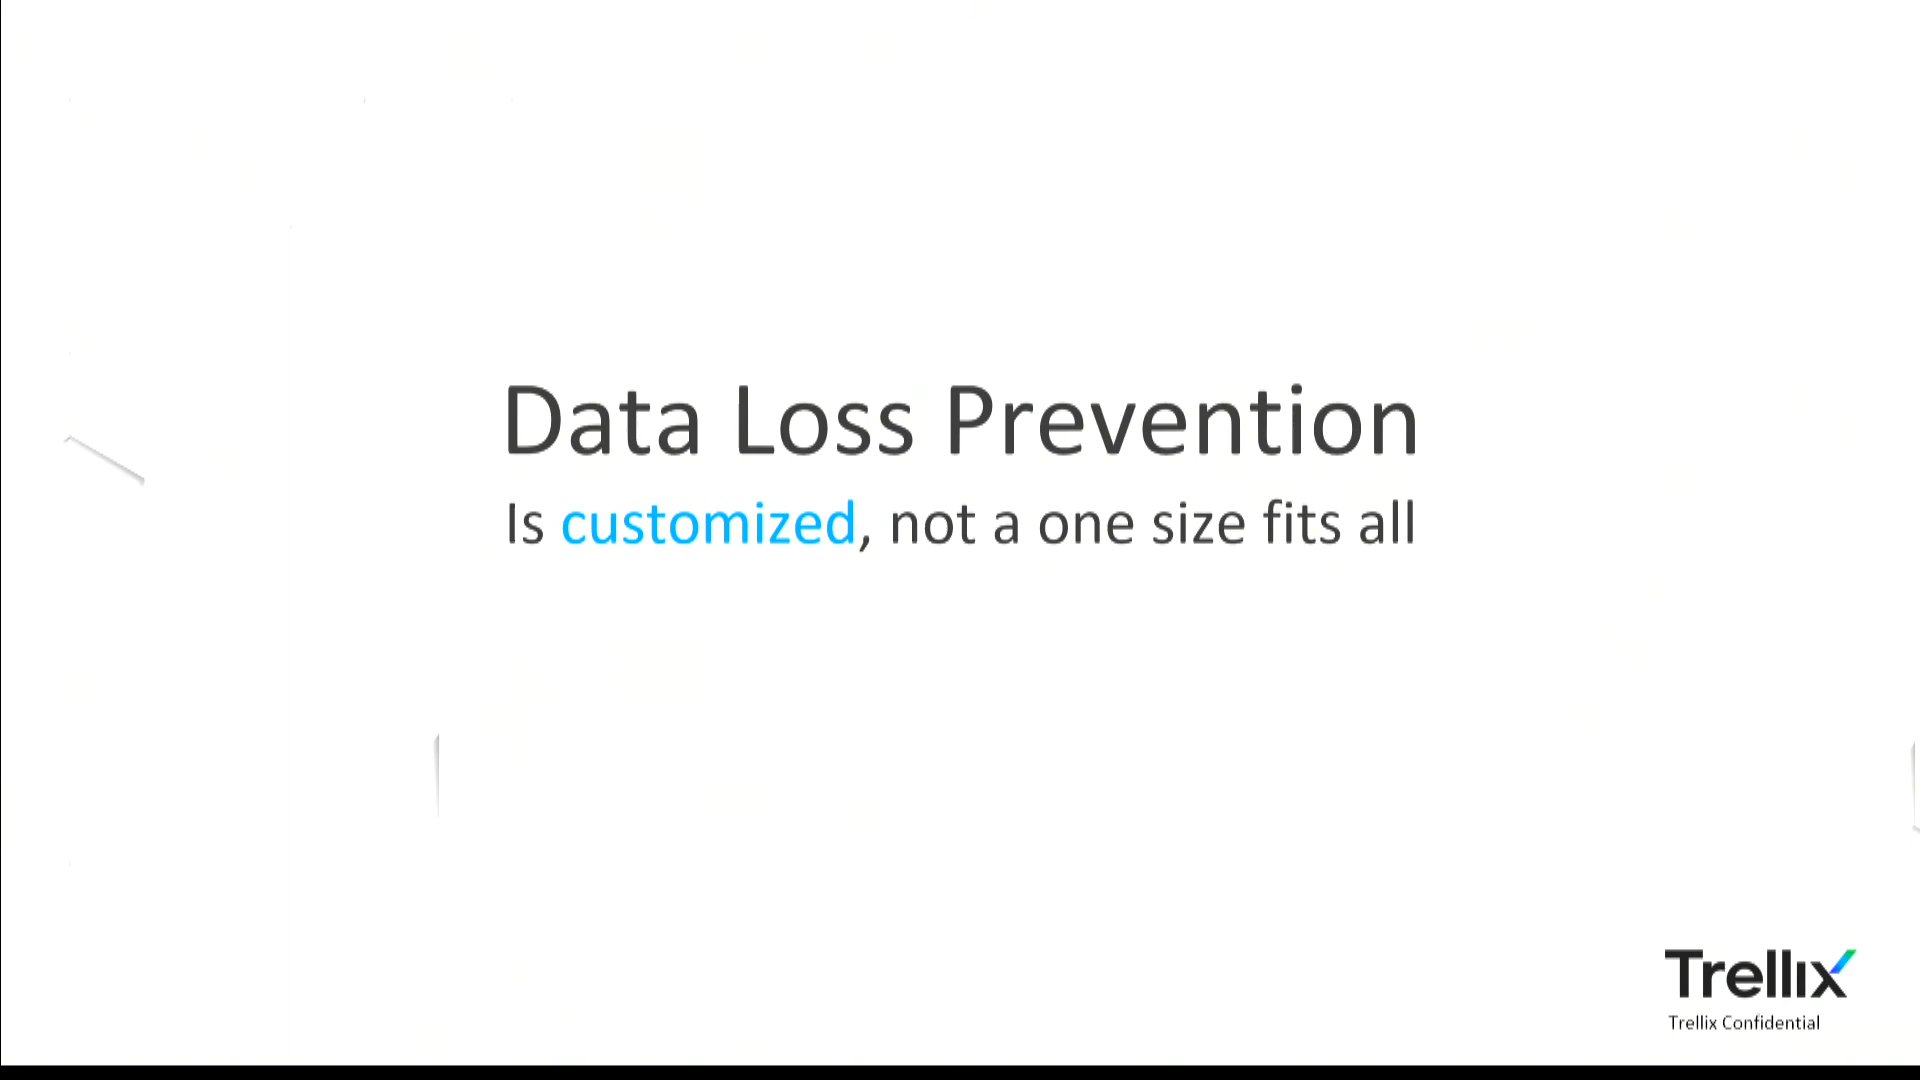 Data Loss Prevention
Is customized, not a one size fits all
Trellix
Trellix Confidential